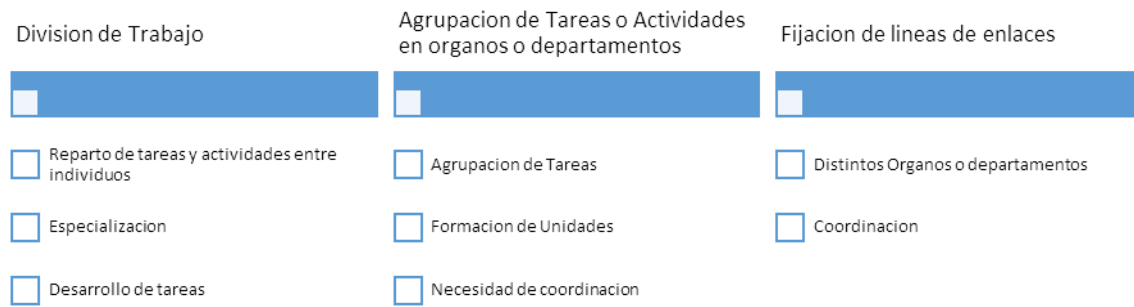 Division de Trabajo
Reparto de tareas y actividades entre
individuos
Especializacion
Desarrollo de tareas
Agrupacion de Tareas o Actividades
en organos o departamentos
Agrupacion de Tareas
Formacion de Unidades
Necesidad de coordinacion
Fijacion de lineas de enlaces
Distintos Organos o departamentos
Coordinacion